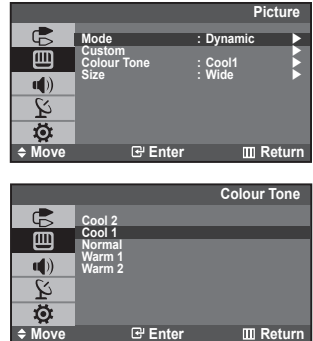 Picture
Mode : Dynamic
Custom
Colour Tone : Cool1
Size : Wide
Move Enter Return
Colour Tone
Cool 2
Cool 1
Normal
Warm 1
Warm 2
Move Enter Return